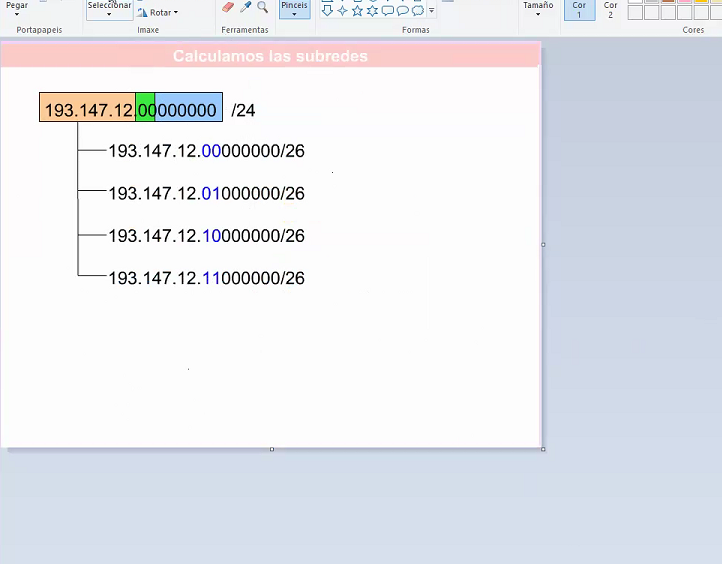 Pegar
Seleccionar
Rotar
Pinceis
Tamaño
Cor
1
Cor
2
Portapapeis
Imaxe
Ferramentas
Formas
Cores
Calculamos las subredes
193.147.12.00000000 /24
193.147.12.00000000/26
193.147.12.01000000/26
193.147.12.10000000/26
193.147.12.11000000/26